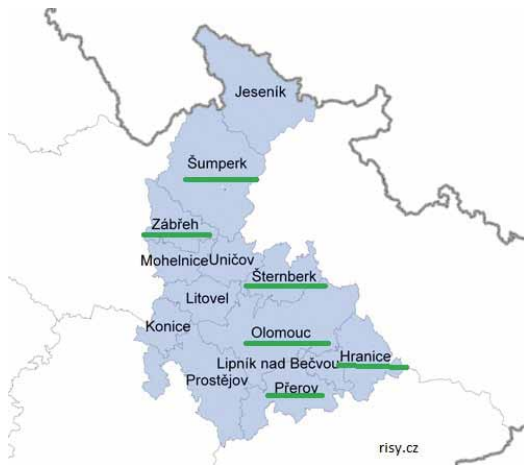 Jeseník
Šumperk
Zábřeh
Mohelnice
Uničov
Šternberk
Litovel
Konice
Olomouc
Hranice
Lipník nad Bečvou
Prostějov
Přerov
risy.cz